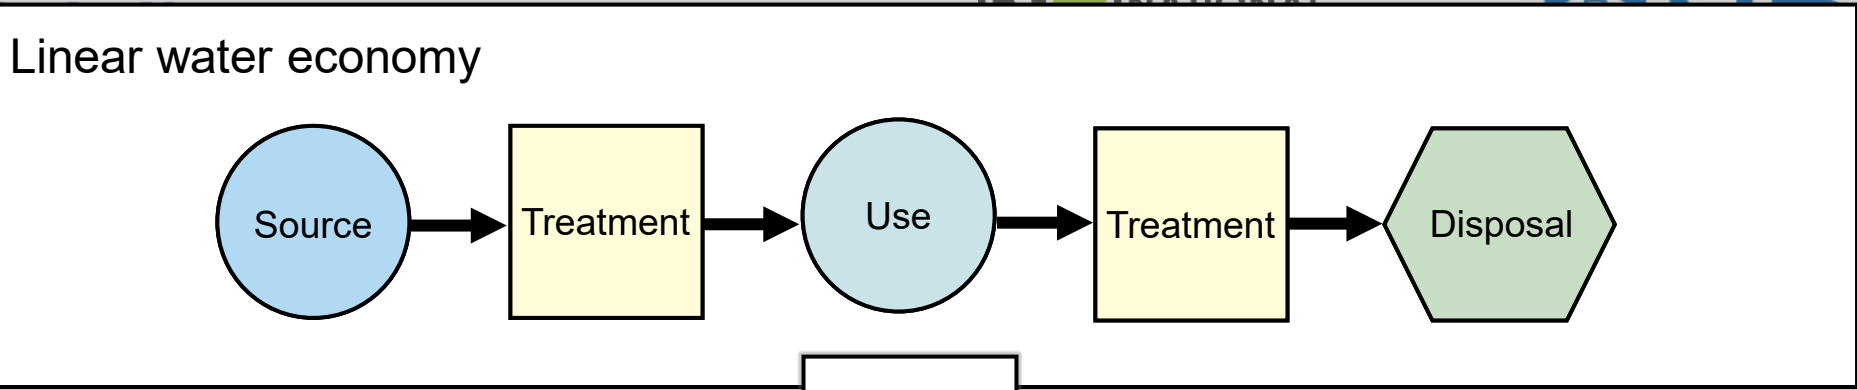 Linear water economy
Source
Treatment
Use
Treatment
Disposal